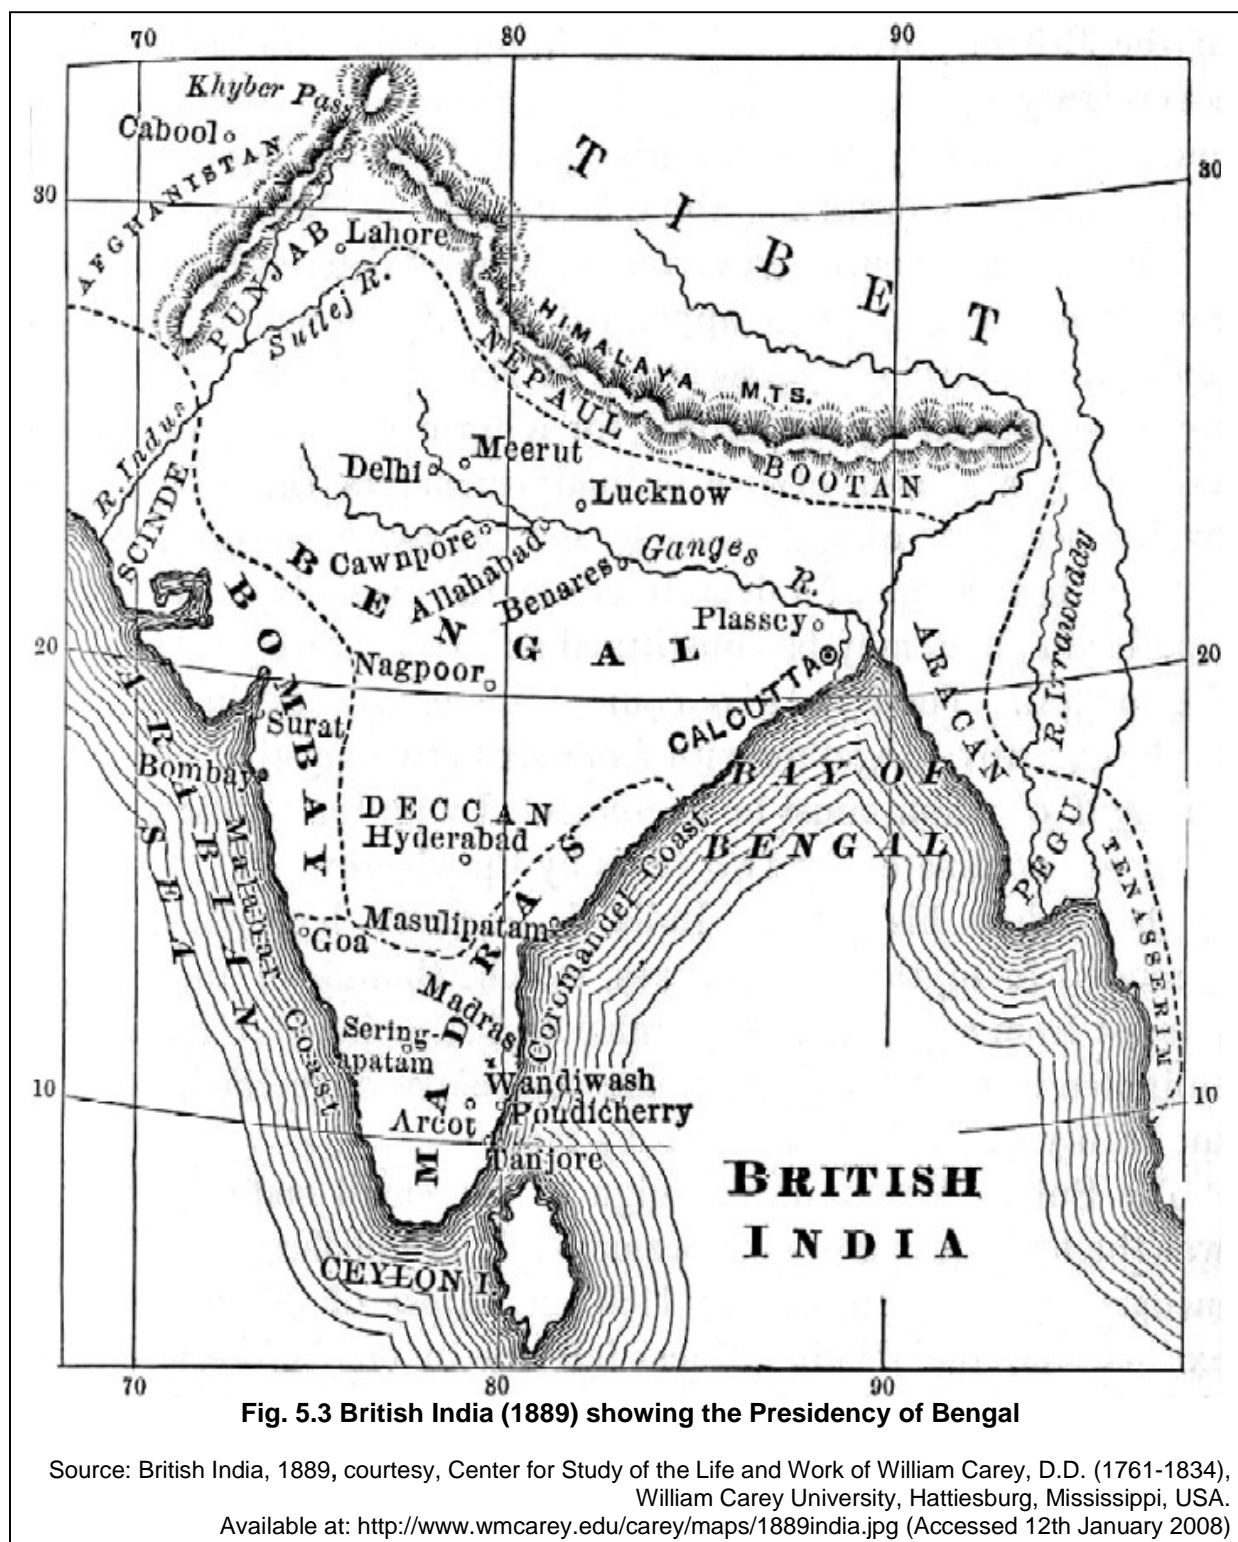 70 80 90
Khyber Pass
Cabool
AFGHANISTAN
TIBET
30 30
PUNJAB
Lahore
Sutlej R.
HIMALAYA MTS.
NEPAUL
BOOTAN
R. Indus
SCINDE
Delhi
Meerut
Lucknow
Cawnpore
Allahabad
Benares
Ganges R.
BENGAL
Plassey
Nagpoor
CALCUTTA
ARACAN
R. Irrawaddy
20 20
BOMBAY
Surat
Bombay
ARABIAN
SEA
Malabar Coast
DECCAN
Hyderabad
BAY OF
BENGAL
PEGU
TENASSERIM
Masulipatam
Goa
MADRAS
Madras
Coromandel Coast
Sering-
apatam
Wandiwash
Arcot
Pondicherry
10 10
Tanjore
CEYLON I.
BRITISH
INDIA
70 80 90
Fig. 5.3 British India (1889) showing the Presidency of Bengal
Source: British India, 1889, courtesy, Center for Study of the Life and Work of William Carey, D.D. (1761-1834),
William Carey University, Hattiesburg, Mississippi, USA.
Available at: http://www.wmcarey.edu/carey/maps/1889india.jpg (Accessed 12th January 2008)